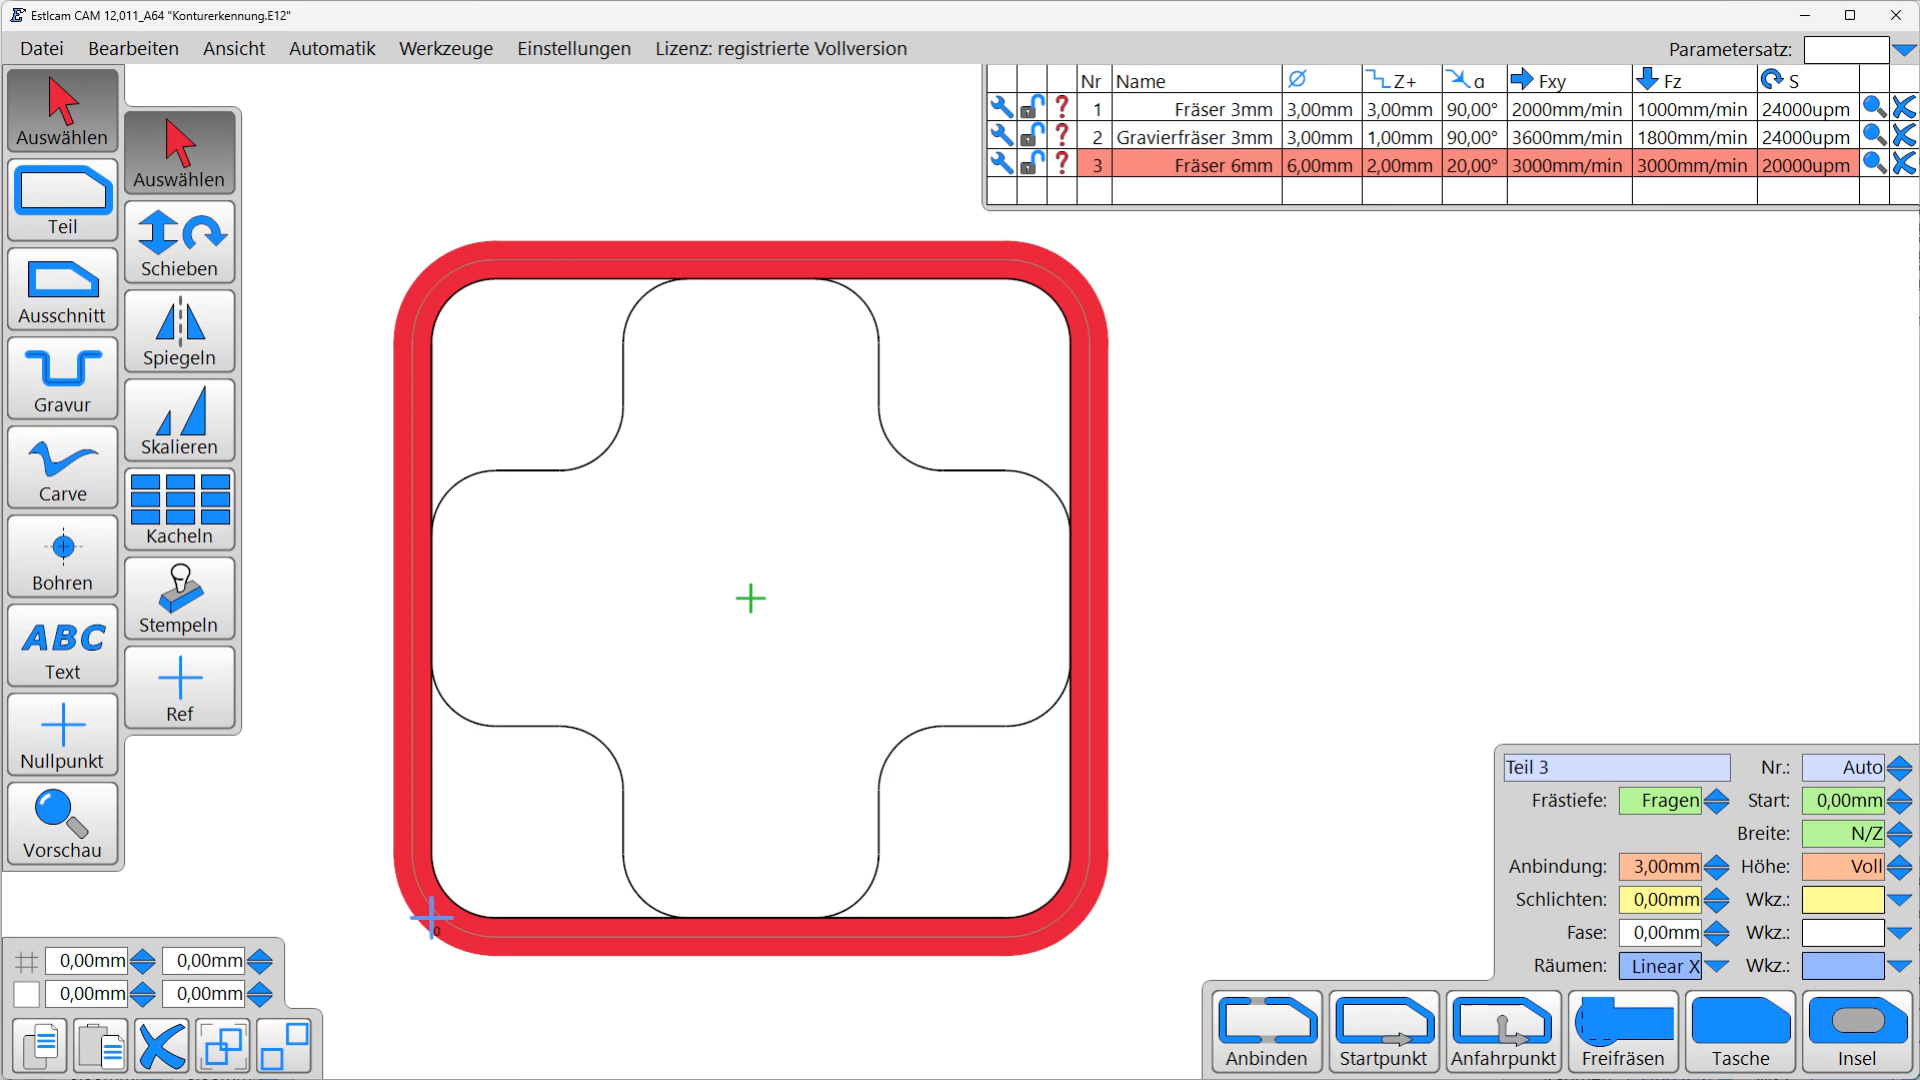 Estlcam CAM 12,011_A64 "Konturerkennung.E12"
Datei Bearbeiten Ansicht Automatik Werkzeuge Einstellungen Lizenz: registrierte Vollversion Parametersatz:
Nr Name Z+ α Fxy Fz S
1 Fräser 3mm 3,00mm 3,00mm 90,00° 2000mm/min 1000mm/min 24000upm
2 Gravierfräser 3mm 3,00mm 1,00mm 90,00° 3600mm/min 1800mm/min 24000upm
3 Fräser 6mm 6,00mm 2,00mm 20,00° 3000mm/min 3000mm/min 20000upm
Auswählen
Teil
Ausschnitt
Gravur
Carve
Bohren
ABC
Text
Nullpunkt
Vorschau
Auswählen
Schieben
Spiegeln
Skalieren
Kacheln
Stempeln
Ref
0
Teil 3 Nr.: Auto
Frästiefe: Fragen Start: 0,00mm
Breite: N/Z
Anbindung: 3,00mm Höhe: Voll
Schlichten: 0,00mm Wkz.:
Fase: 0,00mm Wkz.:
Räumen: Linear X Wkz.:
0,00mm 0,00mm
0,00mm 0,00mm
Anbinden Startpunkt Anfahrpunkt Freifräsen Tasche Insel